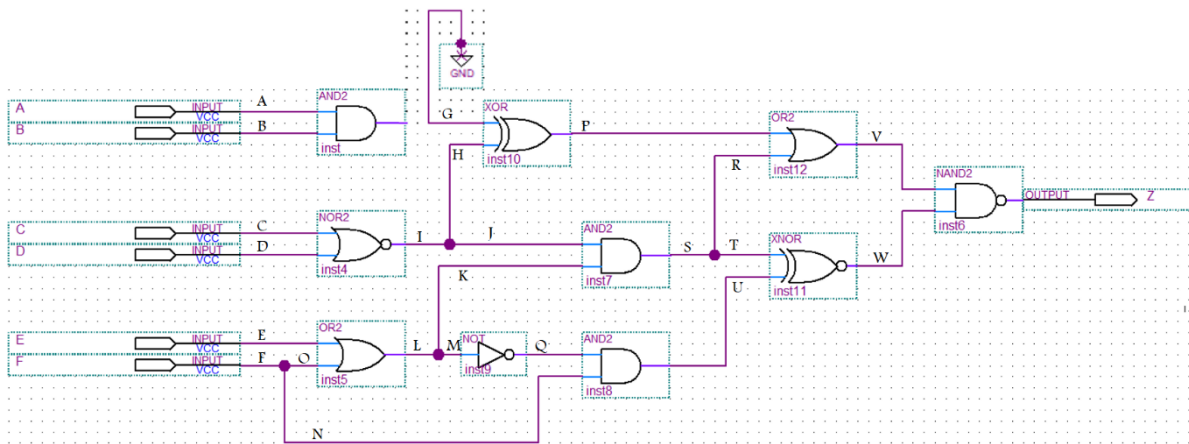 GND
A
INPUT
VCC
A
AND2
B
INPUT
VCC
B
inst
G
XOR
H
inst10
P
OR2
R
inst12
V
NAND2
inst6
OUTPUT
Z
C
INPUT
VCC
C
NOR2
D
INPUT
VCC
D
inst4
I
J
AND2
K
inst7
S
T
XNOR
U
inst11
W
E
INPUT
VCC
E
OR2
F
INPUT
VCC
F
O
inst5
L
M
NOT
inst9
Q
AND2
inst8
N